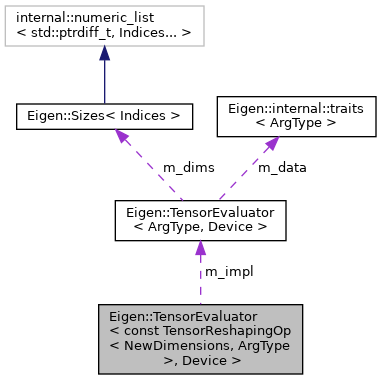 internal::numeric_list
< std::ptrdiff_t, Indices... >
Eigen::Sizes< Indices >
Eigen::internal::traits
< ArgType >
m_dims
m_data
Eigen::TensorEvaluator
< ArgType, Device >
m_impl
Eigen::TensorEvaluator
< const TensorReshapingOp
< NewDimensions, ArgType
>, Device >